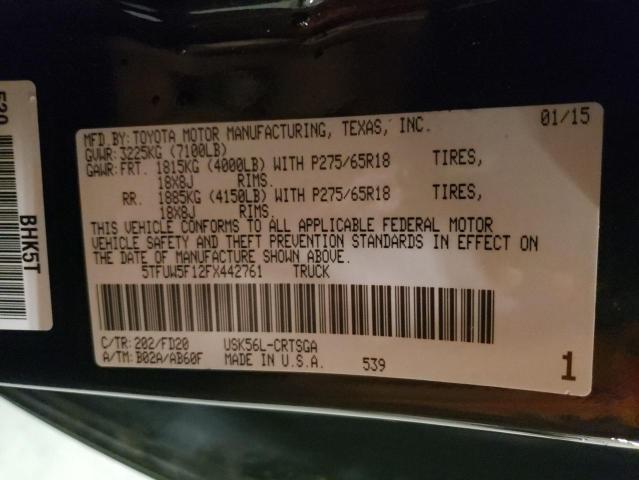 MFD.BY:TOYOTA MOTOR MANUFACTURING, TEXAS, INC. 01/15
GVWR:3225KG (7100LB)
GAWR:FRT. 1815KG (4000LB) WITH P275/65R18 TIRES,
18X8J RIMS.
RR. 1885KG (4150LB) WITH P275/65R18 TIRES,
18X8J RIMS.
THIS VEHICLE CONFORMS TO ALL APPLICABLE FEDERAL MOTOR
VEHICLE SAFETY AND THEFT PREVENTION STANDARDS IN EFFECT ON
THE DATE OF MANUFACTURE SHOWN ABOVE.
5TFUW5F12FX442761 TRUCK
C/TR:202/FD20 USK56L-CRTSGA
A/TM:B02A/AB60F MADE IN U.S.A. 539 1
BHK5T